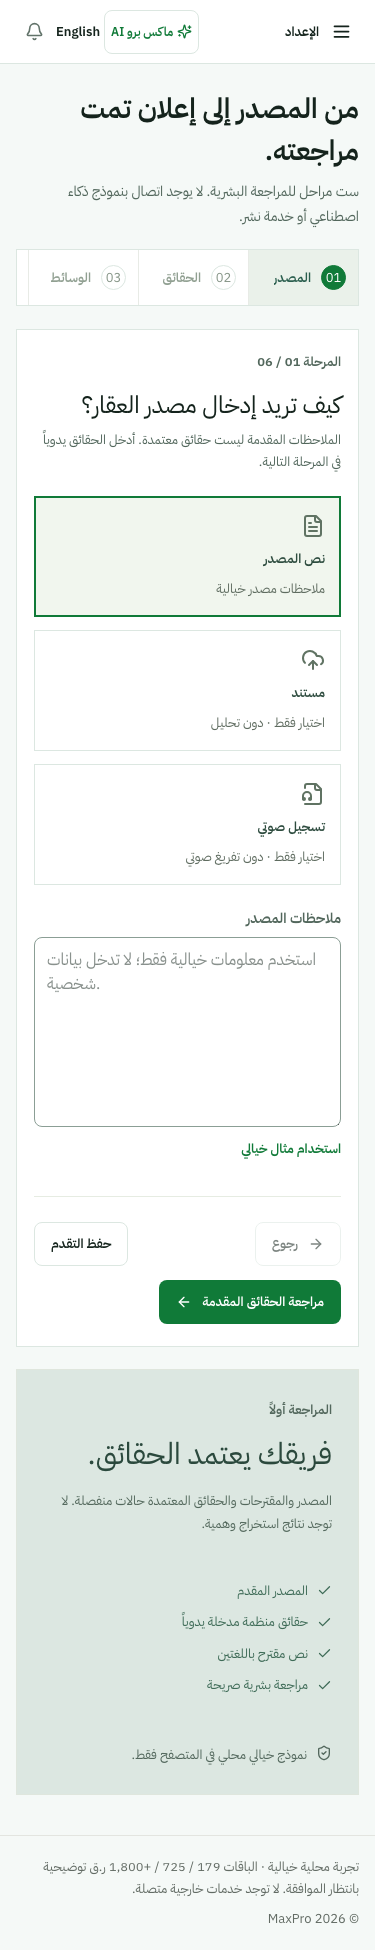 الإعداد
ماكس برو AI
English
من المصدر إلى إعلان تمت
مراجعته.
ست مراحل للمراجعة البشرية. لا يوجد اتصال بنموذج ذكاء
اصطناعي أو خدمة نشر.
01 المصدر
02 الحقائق
03 الوسائط
المرحلة 01 / 06
كيف تريد إدخال مصدر العقار؟
الملاحظات المقدمة ليست حقائق معتمدة. أدخل الحقائق يدوياً
في المرحلة التالية.
نص المصدر
ملاحظات مصدر خيالية
مستند
اختيار فقط · دون تحليل
تسجيل صوتي
اختيار فقط · دون تفريغ صوتي
ملاحظات المصدر
استخدم معلومات خيالية فقط؛ لا تدخل بيانات
شخصية.
استخدام مثال خيالي
رجوع
حفظ التقدم
مراجعة الحقائق المقدمة
المراجعة أولاً
فريقك يعتمد الحقائق.
المصدر والمقترحات والحقائق المعتمدة حالات منفصلة. لا
توجد نتائج استخراج وهمية.
المصدر المقدم
حقائق منظمة مدخلة يدوياً
نص مقترح باللغتين
مراجعة بشرية صريحة
نموذج خيالي محلي في المتصفح فقط.
تجربة محلية خيالية · الباقات 179 / 725 / +1,800 ر.ق توضيحية
بانتظار الموافقة. لا توجد خدمات خارجية متصلة.
© 2026 MaxPro